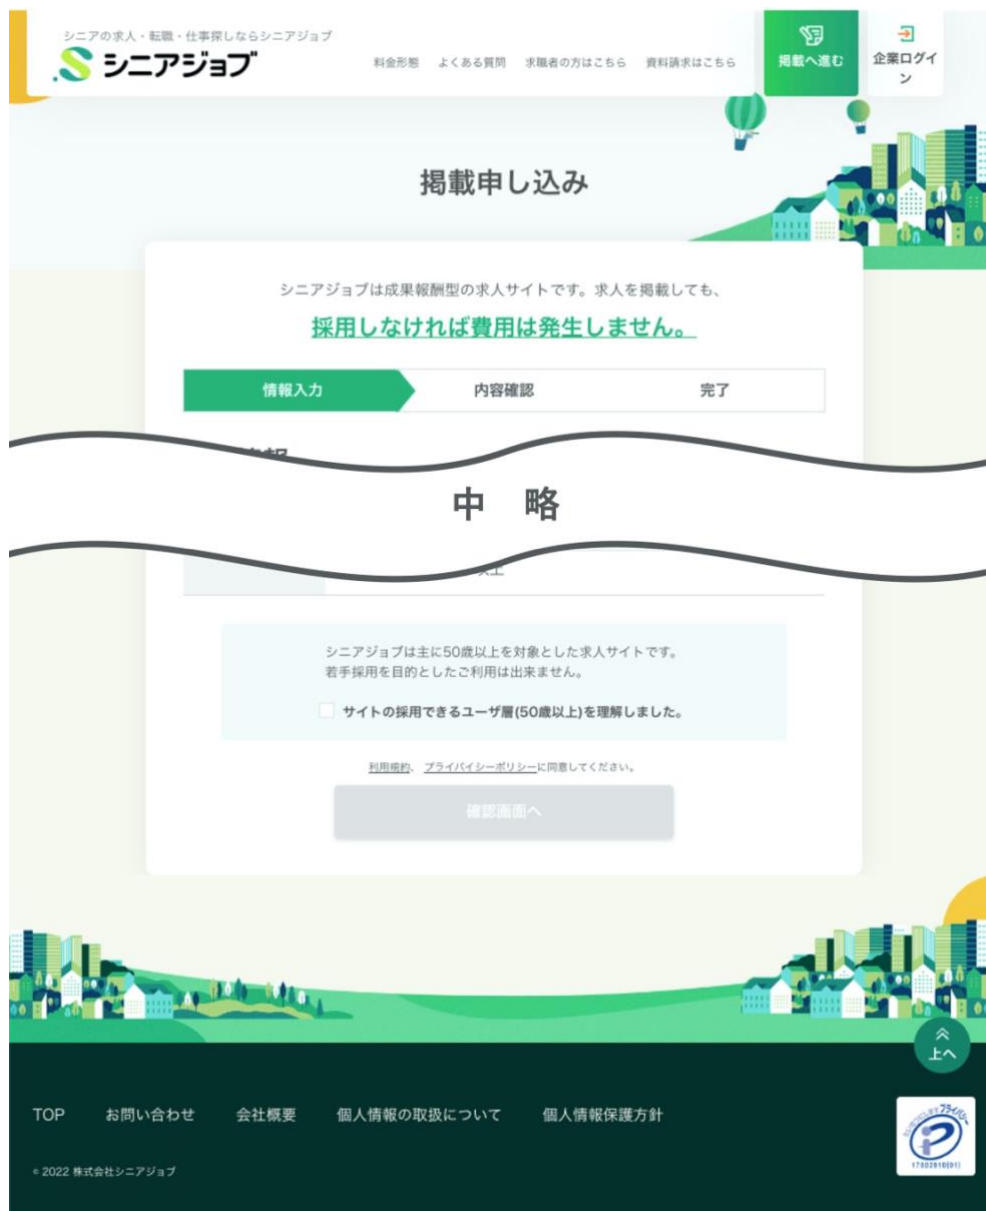 シニアの求人・転職・仕事探しならシニアジョブ
シニアジョブ
料金形態 よくある質問 求職者の方はこちら 資料請求はこちら
掲載へ進む
企業ログイ
ン
掲載申し込み
シニアジョブは成果報酬型の求人サイトです。求人を掲載しても、
採用しなければ費用は発生しません。
情報入力 内容確認 完了
中 略
シニアジョブは主に50歳以上を対象とした求人サイトです。
若手採用を目的としたご利用は出来ません。
サイトの採用できるユーザ層(50歳以上)を理解しました。
利用規約、 プライバイシーポリシーに同意してください。
確認画面へ
上へ
TOP お問い合わせ 会社概要 個人情報の取扱について 個人情報保護方針
© 2022 株式会社シニアジョブ